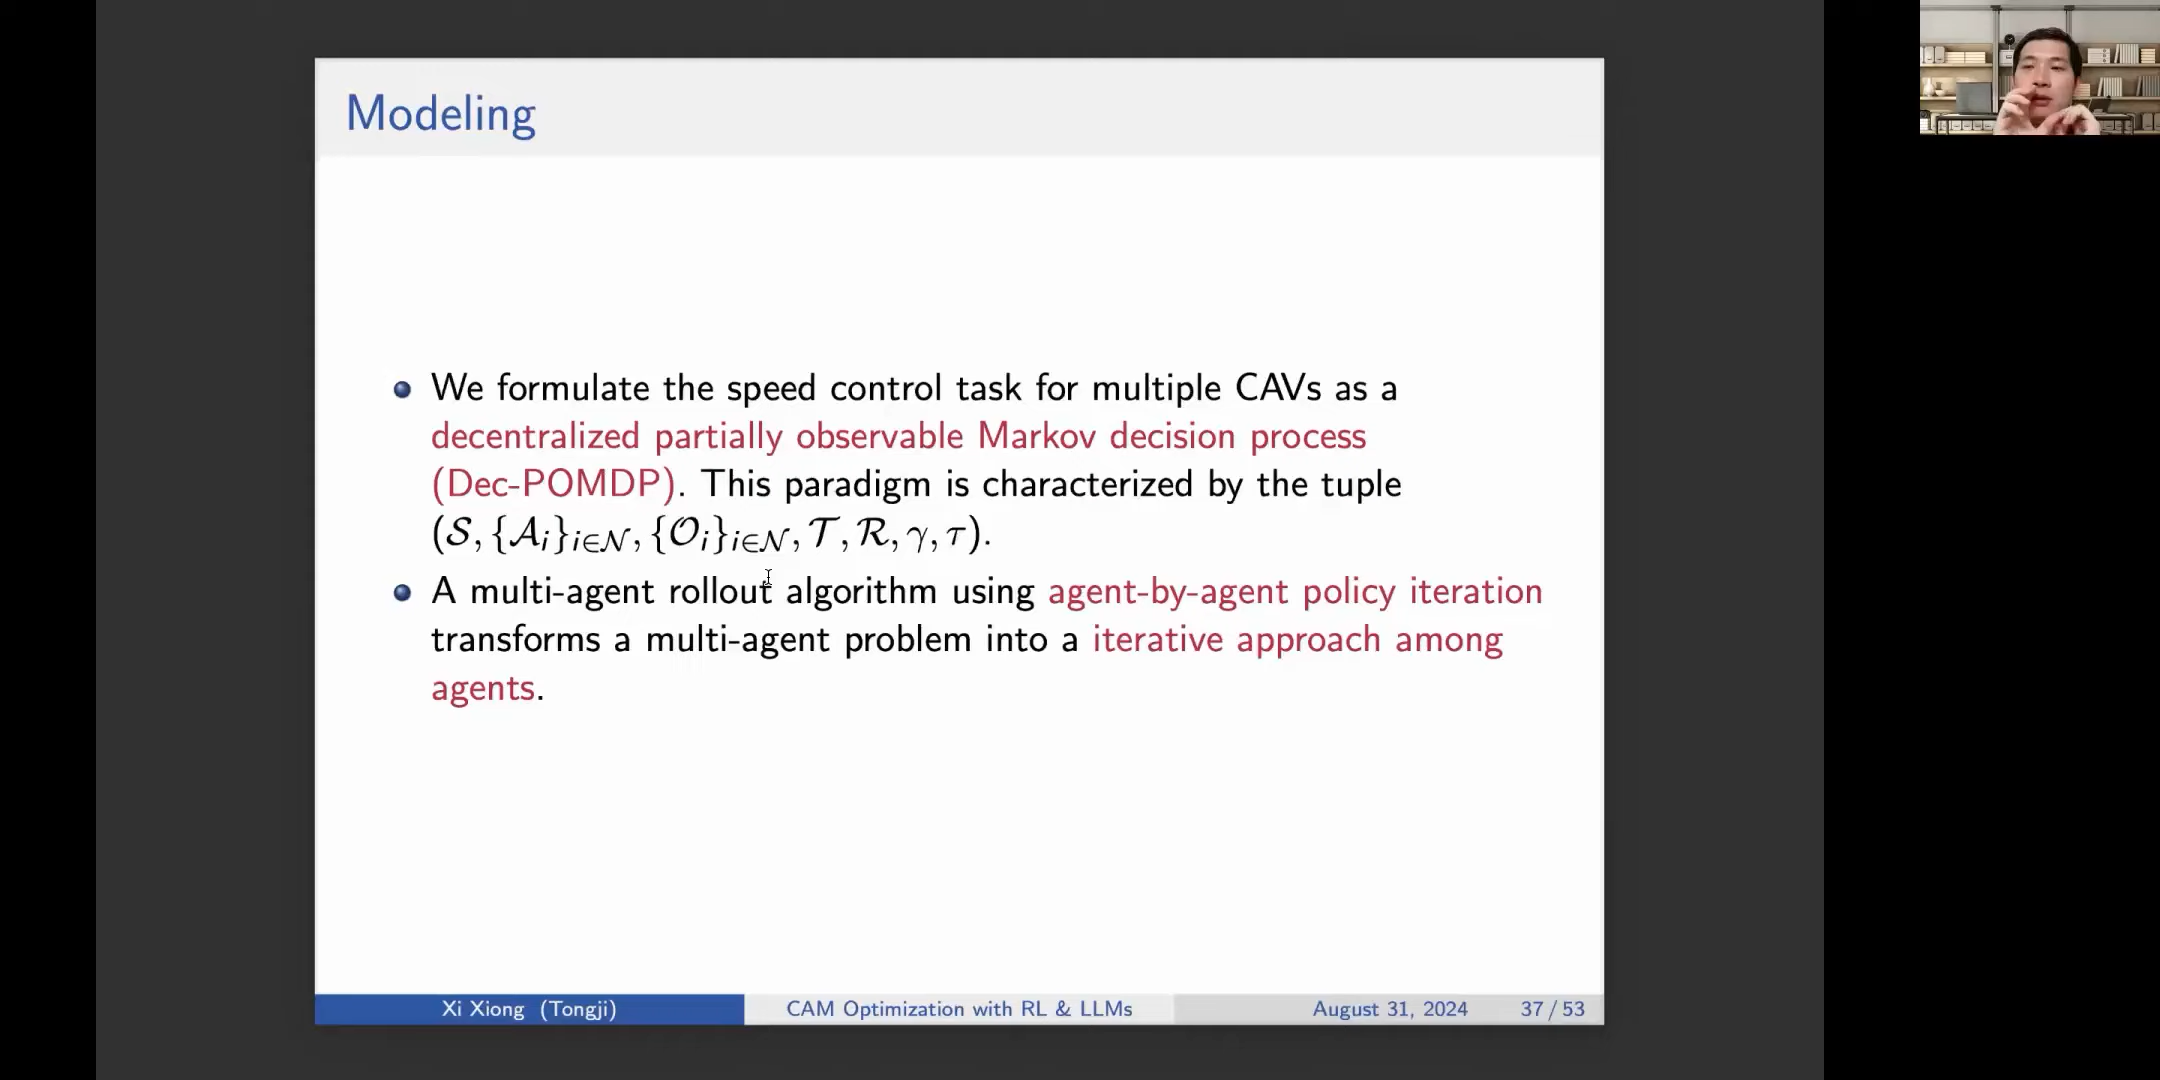 Modeling
We formulate the speed control task for multiple CAVs as a
decentralized partially observable Markov decision process
(Dec-POMDP). This paradigm is characterized by the tuple
(𝒮, {𝒜ᵢ}ᵢ∈𝒩, {𝒪ᵢ}ᵢ∈𝒩, 𝒯, ℛ, γ, τ).
A multi-agent rollout algorithm using agent-by-agent policy iteration
transforms a multi-agent problem into a iterative approach among
agents.
Xi Xiong (Tongji) CAM Optimization with RL & LLMs August 31, 2024 37 / 53